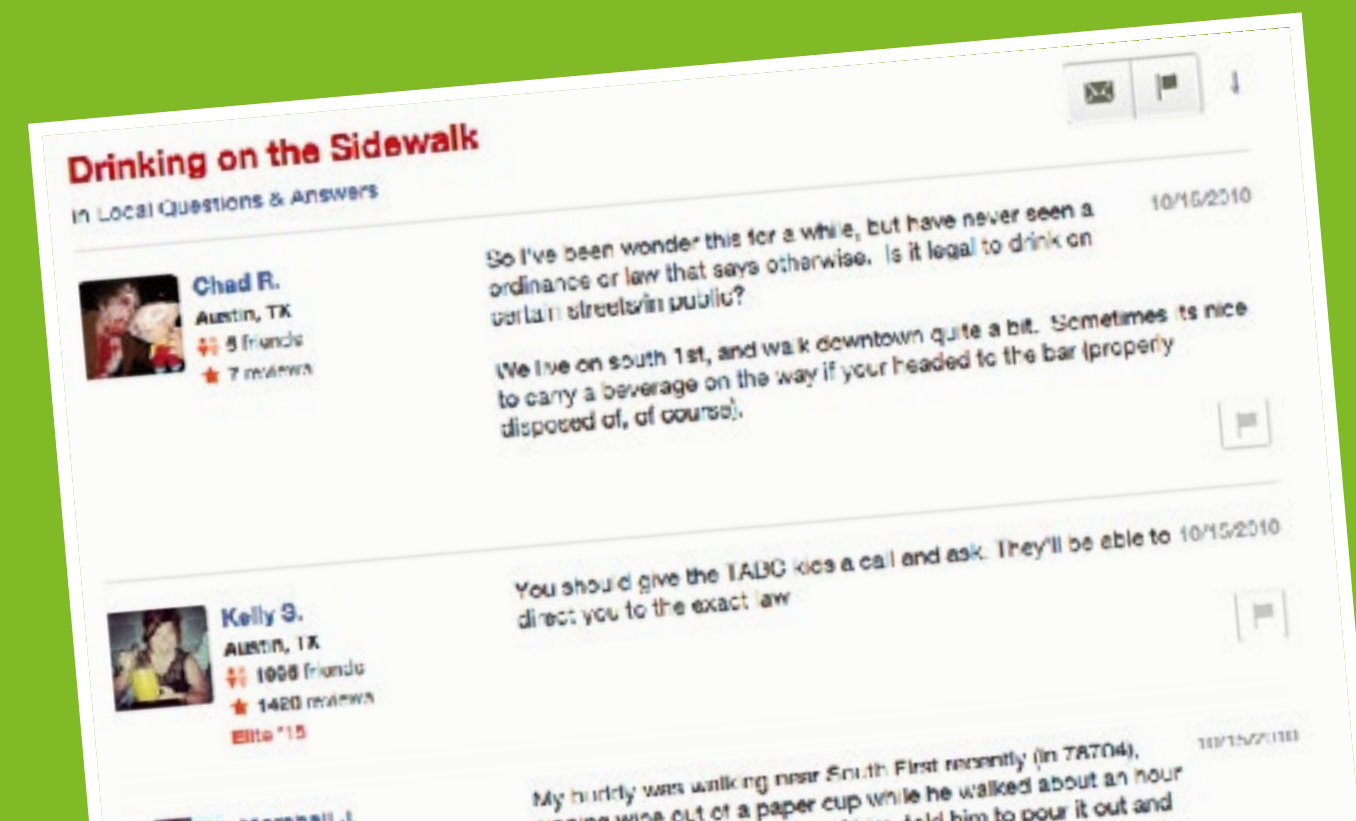 Drinking on the Sidewalk
in Local Questions & Answers
Chad R.
Austin, TX
5 friends
7 reviews
So I've been wonder this for a while, but have never seen a
ordinance or law that says otherwise. Is it legal to drink on
certain streets/in public?
We live on south 1st, and walk downtown quite a bit. Sometimes its nice
to carry a beverage on the way if your headed to the bar (properly
disposed of, of course).
10/15/2010
Kelly S.
Austin, TX
friends
1420 reviews
Elite '15
You should give the TABC kids a call and ask. They'll be able to
direct you to the exact law
10/15/2010
Marshall J.
My buddy was walking near South First recently (in 78704),
wine out of a paper cup while he walked about an hour
told him to pour it out and
10/15/2010